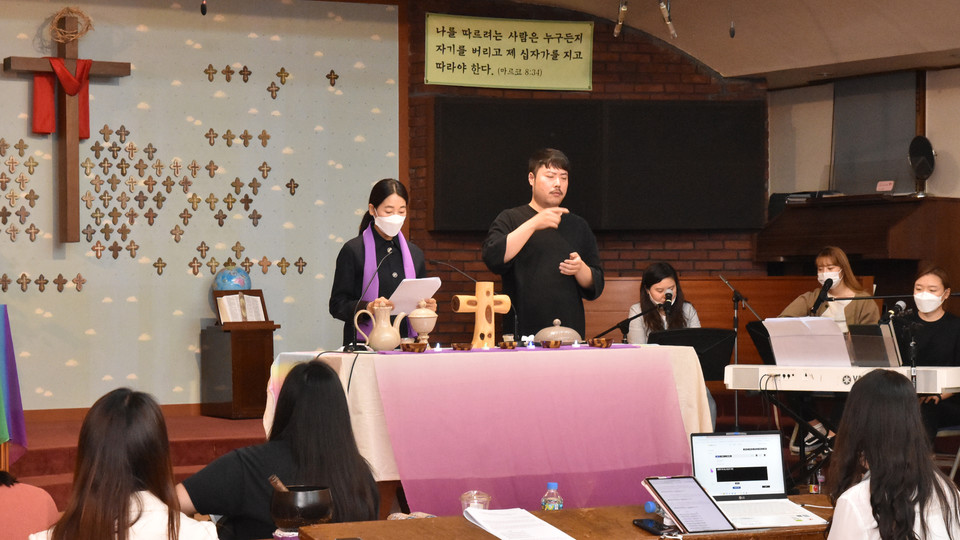 나를 따르려는 사람은 누구든지
자기를 버리고 제 십자가를 지고
따라야 한다. (마르코 8:34)